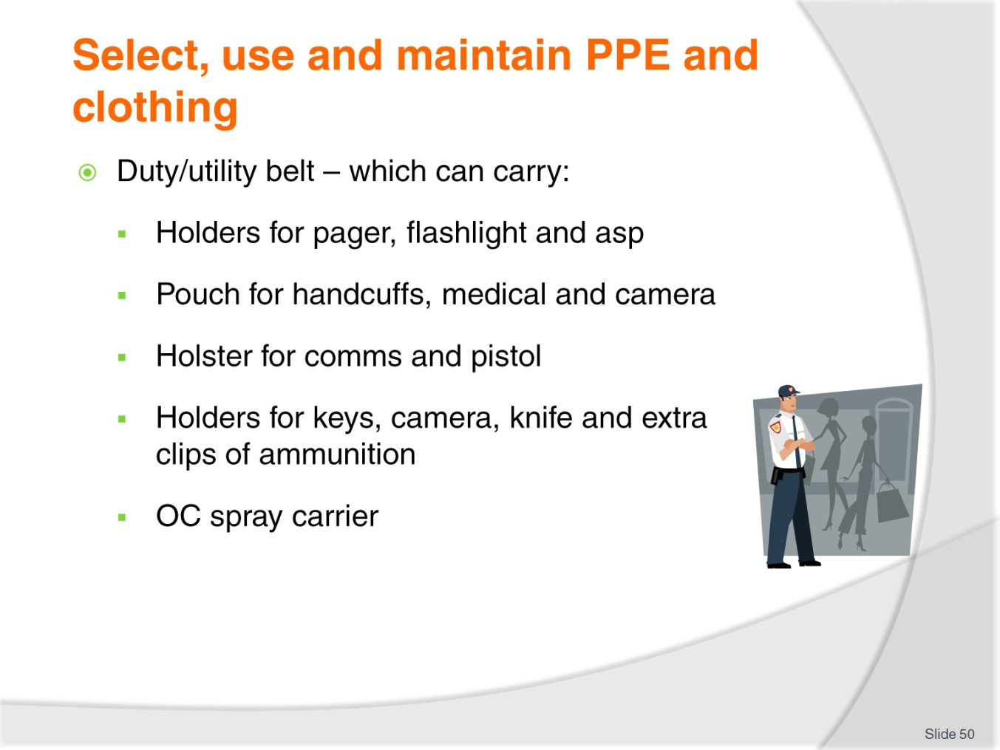 Select, use and maintain PPE and
clothing
Duty/utility belt – which can carry:
Holders for pager, flashlight and asp
Pouch for handcuffs, medical and camera
Holster for comms and pistol
Holders for keys, camera, knife and extra
clips of ammunition
OC spray carrier
Slide 50